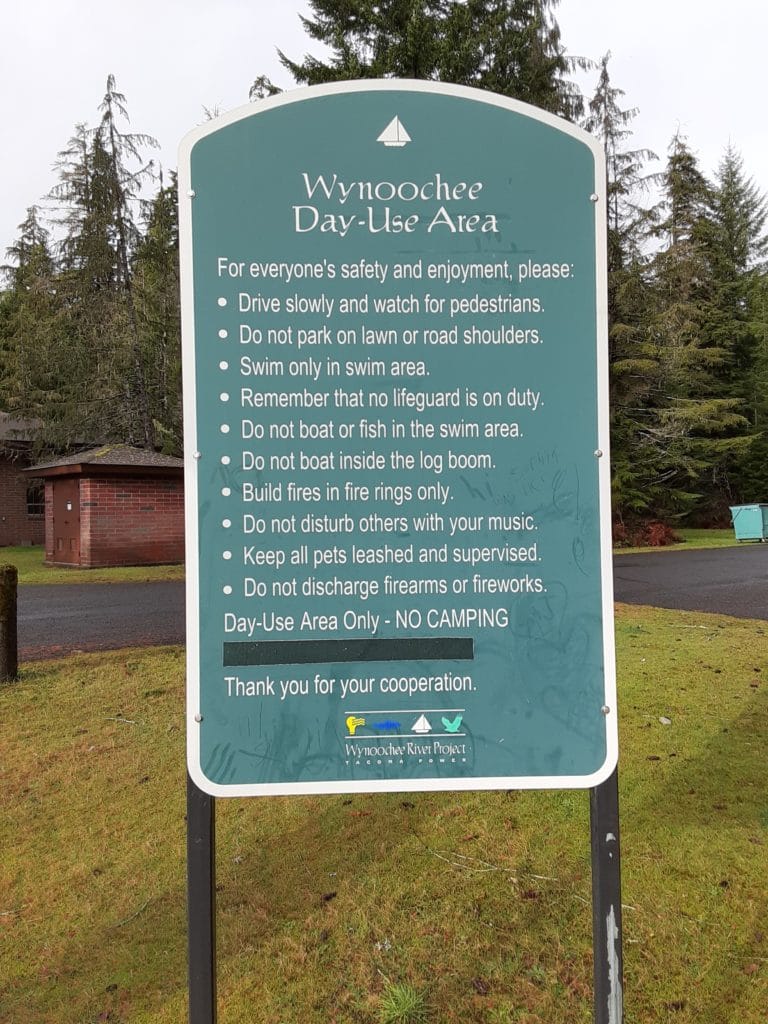 Wynoochee
Day-Use Area
For everyone's safety and enjoyment, please:
• Drive slowly and watch for pedestrians.
• Do not park on lawn or road shoulders.
• Swim only in swim area.
• Remember that no lifeguard is on duty.
• Do not boat or fish in the swim area.
• Do not boat inside the log boom.
• Build fires in fire rings only.
• Do not disturb others with your music.
• Keep all pets leashed and supervised.
• Do not discharge firearms or fireworks.
Day-Use Area Only - NO CAMPING
Thank you for your cooperation.
Wynoochee River Project
TACOMA POWER